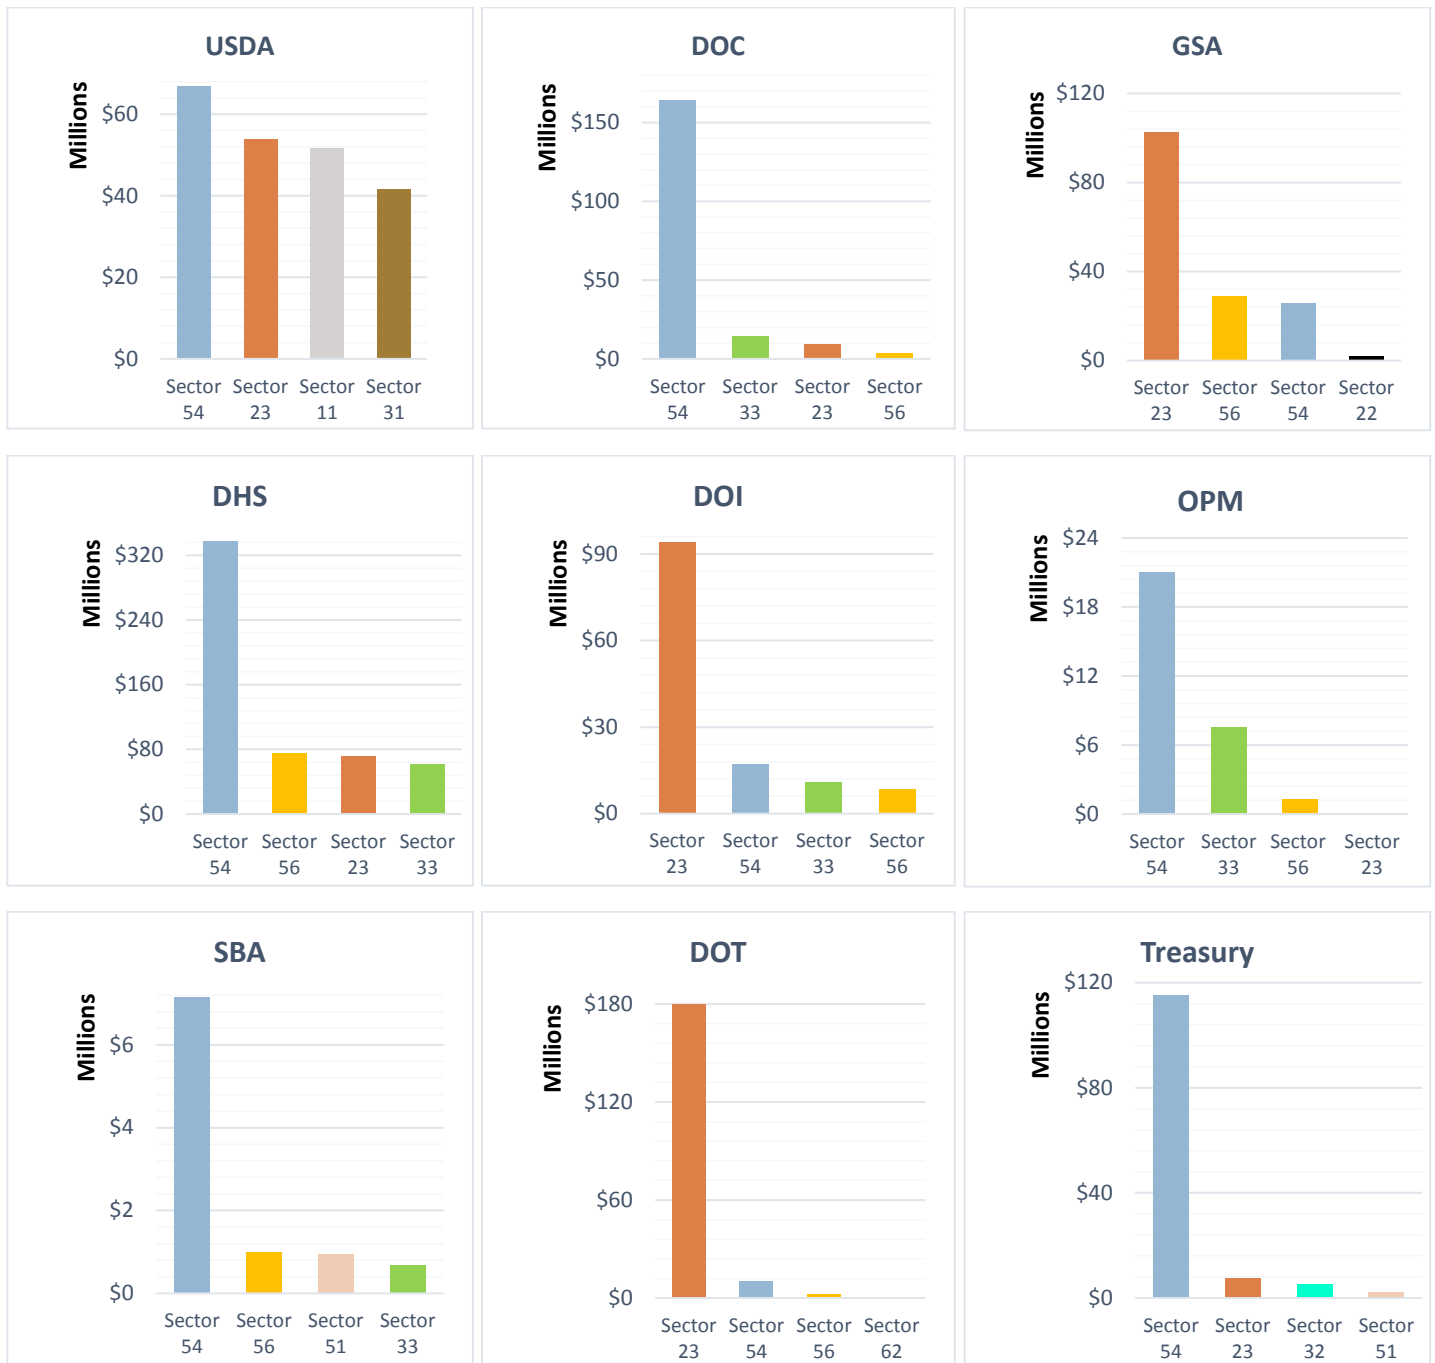 USDA
Millions
$60
$40
$20
$0
Sector Sector Sector Sector
54 23 11 31
DOC
Millions
$150
$100
$50
$0
Sector Sector Sector Sector
54 33 23 56
GSA
Millions
$120
$80
$40
$0
Sector Sector Sector Sector
23 56 54 22
DHS
Millions
$320
$240
$160
$80
$0
Sector Sector Sector Sector
54 56 23 33
DOI
Millions
$90
$60
$30
$0
Sector Sector Sector Sector
23 54 33 56
OPM
Millions
$24
$18
$12
$6
$0
Sector Sector Sector Sector
54 33 56 23
SBA
Millions
$6
$4
$2
$0
Sector Sector Sector Sector
54 56 51 33
DOT
Millions
$180
$120
$60
$0
Sector Sector Sector Sector
23 54 56 62
Treasury
Millions
$120
$80
$40
$0
Sector Sector Sector Sector
54 23 32 51